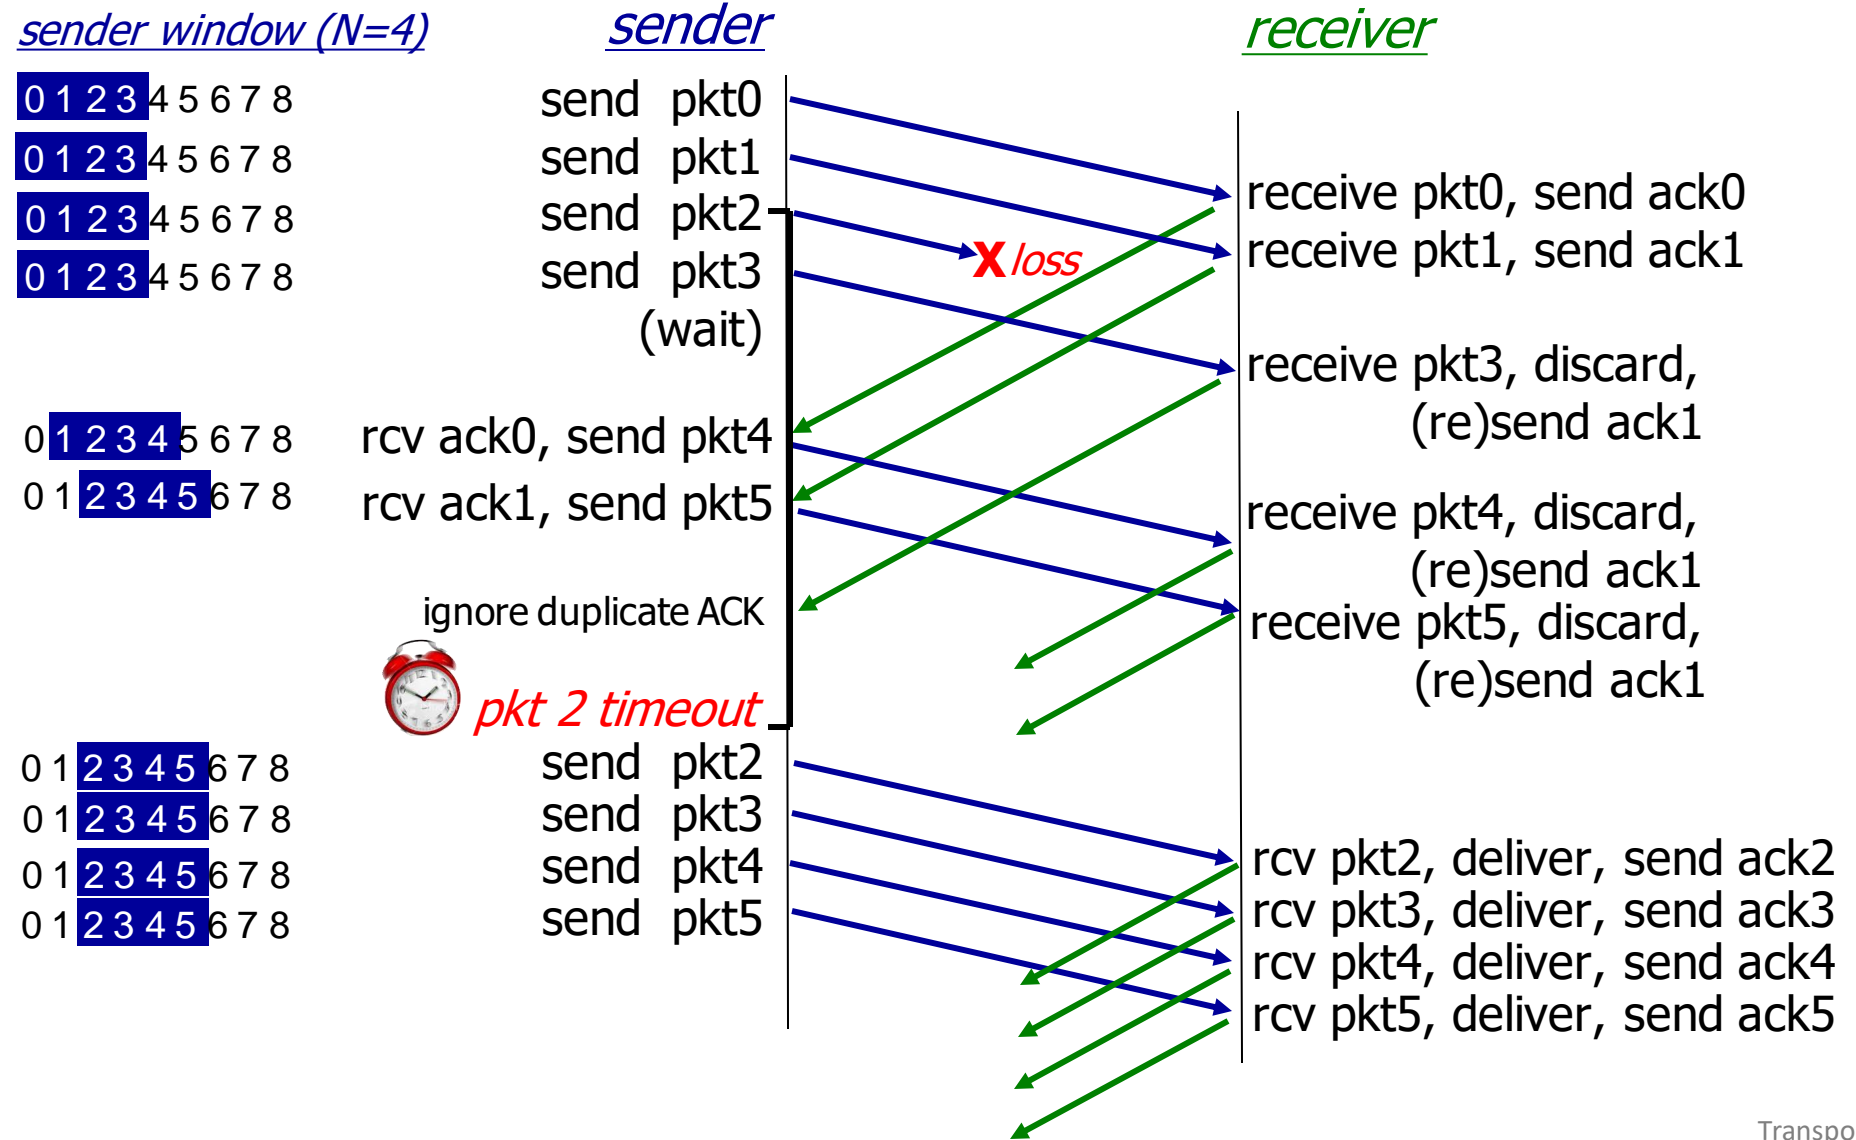 sender window (N=4) sender receiver
0 1 2 3 4 5 6 7 8 send pkt0
0 1 2 3 4 5 6 7 8 send pkt1
receive pkt0, send ack0
0 1 2 3 4 5 6 7 8 send pkt2
X loss
receive pkt1, send ack1
0 1 2 3 4 5 6 7 8 send pkt3
(wait)
receive pkt3, discard,
(re)send ack1
0 1 2 3 4 5 6 7 8 rcv ack0, send pkt4
0 1 2 3 4 5 6 7 8 rcv ack1, send pkt5
receive pkt4, discard,
(re)send ack1
ignore duplicate ACK
receive pkt5, discard,
(re)send ack1
pkt 2 timeout
0 1 2 3 4 5 6 7 8 send pkt2
0 1 2 3 4 5 6 7 8 send pkt3
0 1 2 3 4 5 6 7 8 send pkt4
0 1 2 3 4 5 6 7 8 send pkt5
rcv pkt2, deliver, send ack2
rcv pkt3, deliver, send ack3
rcv pkt4, deliver, send ack4
rcv pkt5, deliver, send ack5
Transpo